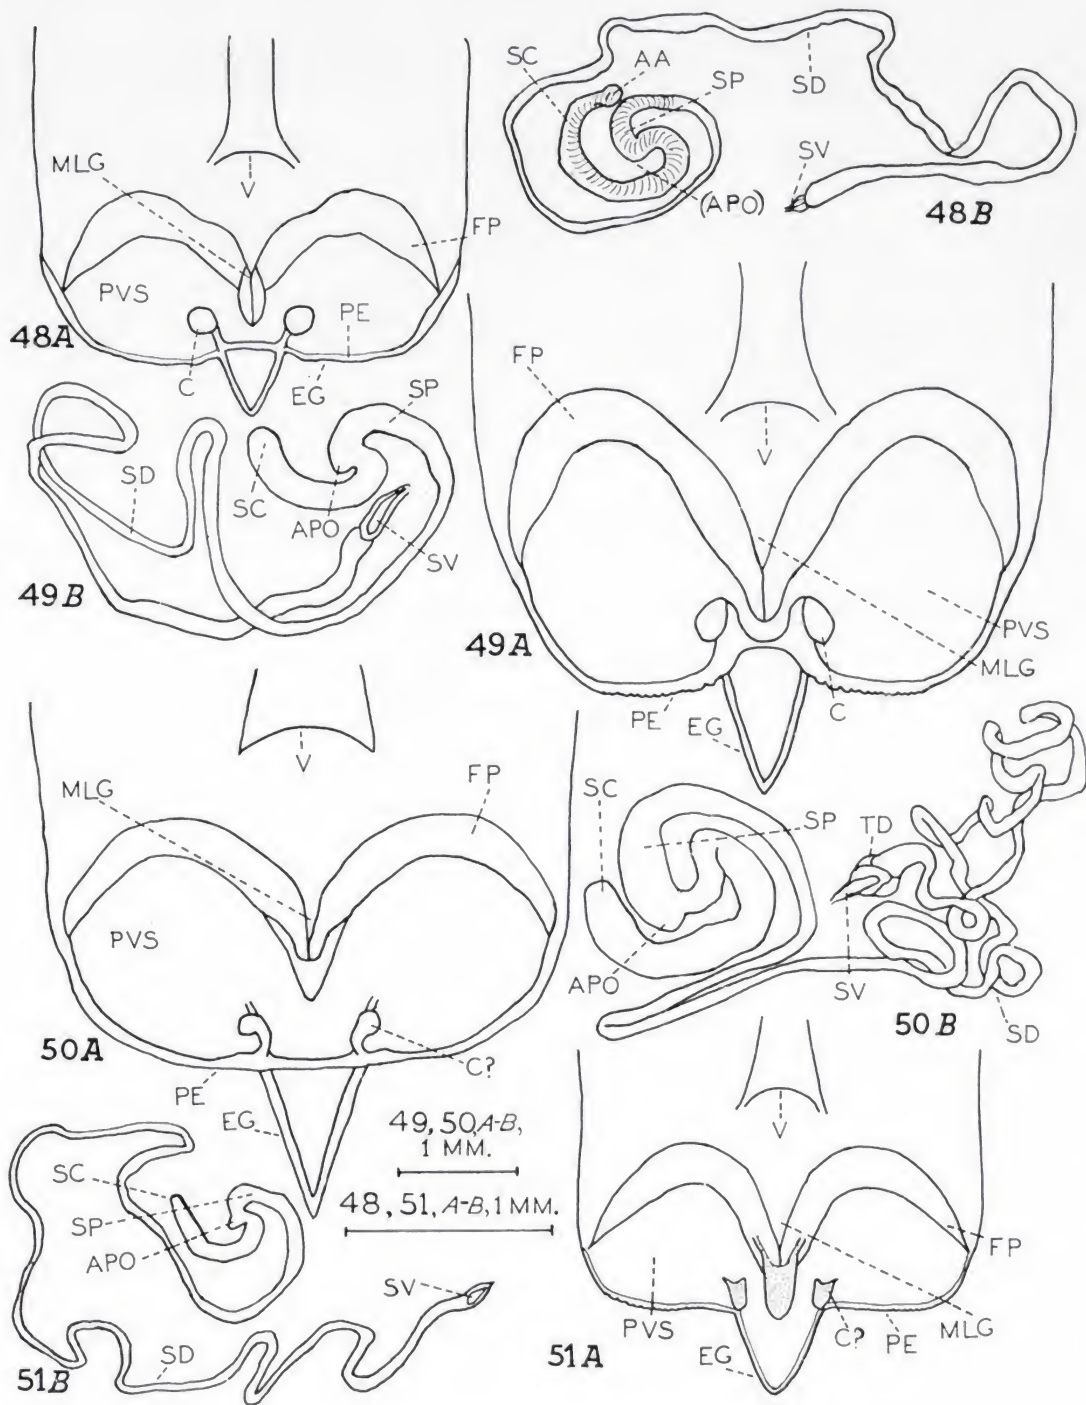 SC
AA
SP
SD
SV
(APO)
48B
MLG
V
FP
PVS
PE
48A
C
EG
SP
SD
SC
APO
SV
49B
FP
V
PVS
49A
MLG
PE
C
EG
V
MLG
FP
PVS
50A
C?
PE
EG
SC
SP
TD
APO
SV
50B
SD
49, 50, A-B,
1 MM.
48, 51, A-B, 1 MM.
SC
SP
APO
SV
SD
51B
V
FP
PVS
C?
PE
MLG
EG
51A